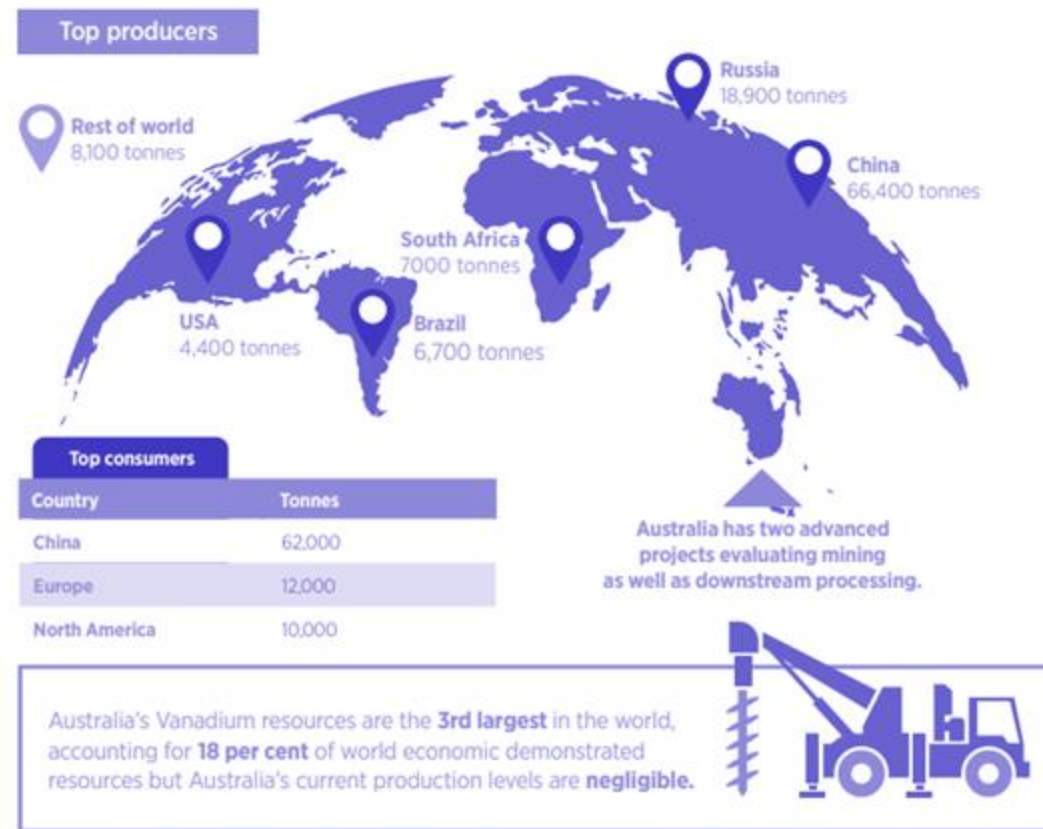 Top producers
Rest of world
8,100 tonnes
Russia
18,900 tonnes
China
66,400 tonnes
South Africa
7000 tonnes
USA
4,400 tonnes
Brazil
6,700 tonnes
Top consumers
Country Tonnes
China 62,000
Europe 12,000
North America 10,000
Australia has two advanced
projects evaluating mining
as well as downstream processing.
Australia's Vanadium resources are the 3rd largest in the world,
accounting for 18 per cent of world economic demonstrated
resources but Australia's current production levels are negligible.